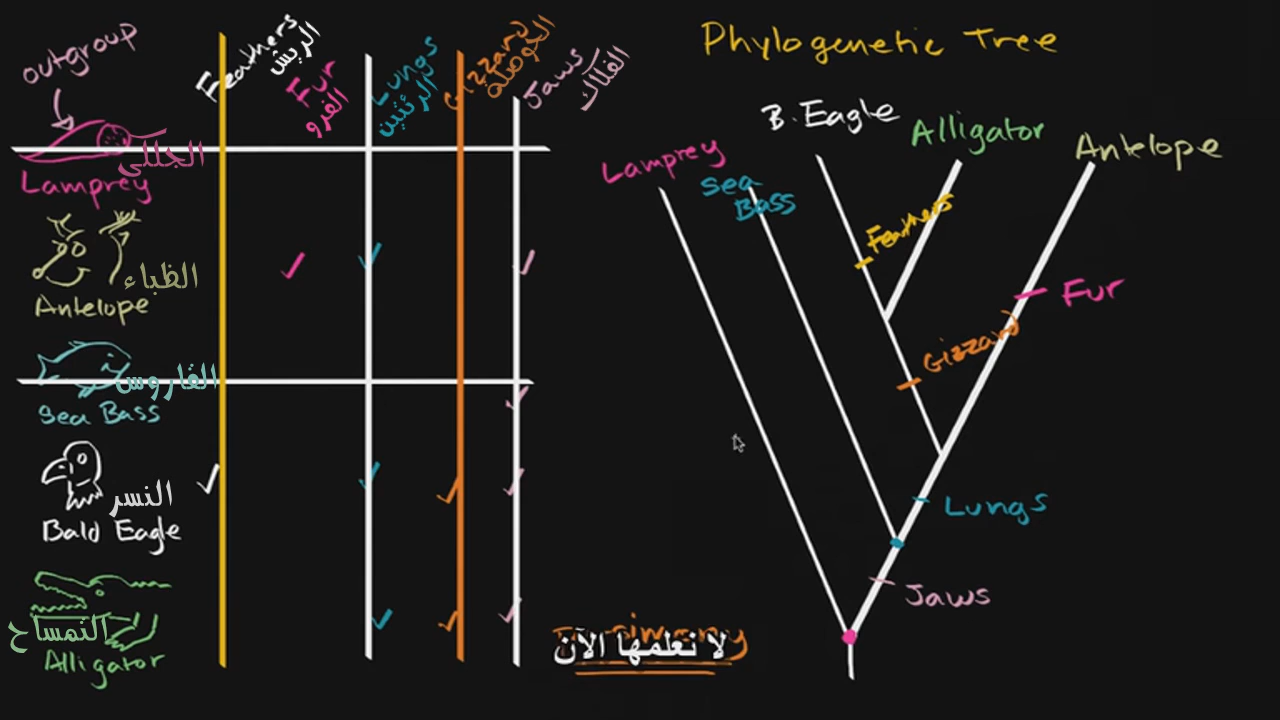 outgroup
Feathers
الريش
Fur
الفرو
Lungs
الرئتين
Gizzard
الحوصلة
Jaws
الفكاك
الجلكى
Lamprey
الظباء
Antelope
القاروس
Sea Bass
النسر
Bald Eagle
التمساح
Alligator
Phylogenetic Tree
Lamprey
Sea
Bass
B. Eagle
Alligator
Antelope
Feathers
Fur
Gizzard
Lungs
Jaws
لا نعلمها الآن